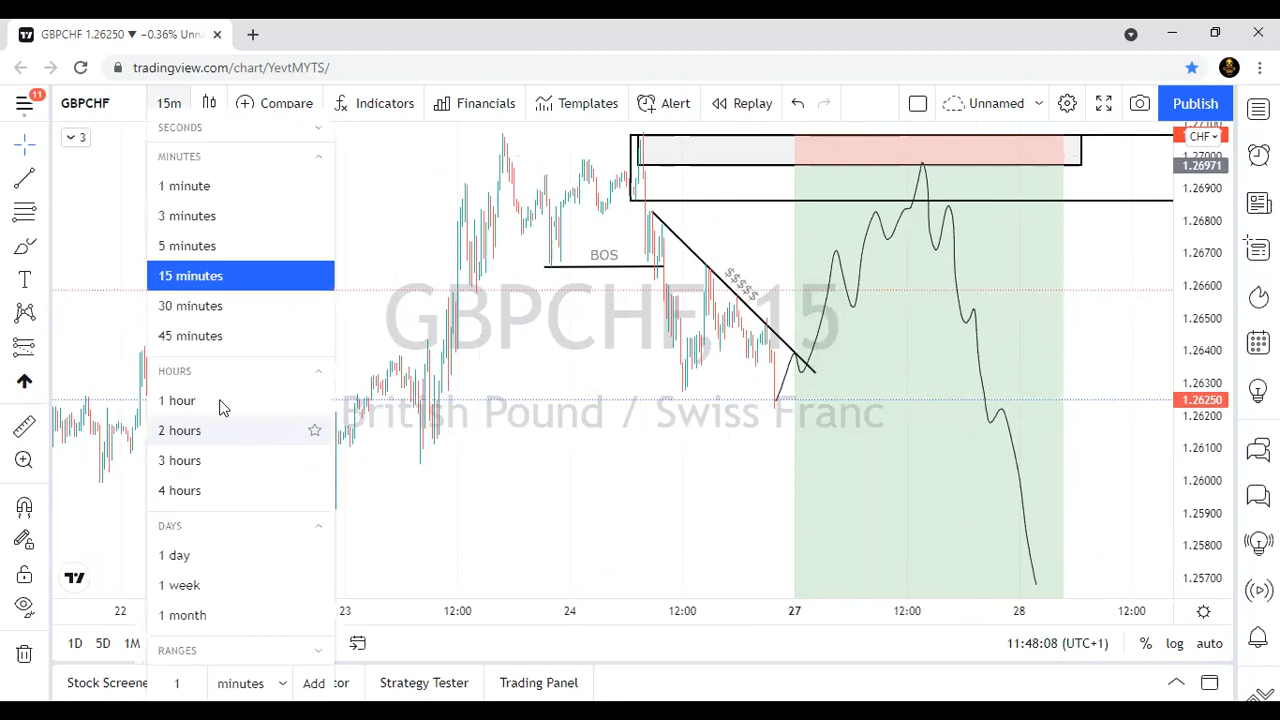 GBPCHF 1.26250 ▼ −0.36% Unna
tradingview.com/chart/YevtMYTS/
11
GBPCHF
15m
Compare
Indicators
Financials
Templates
Alert
Replay
Unnamed
Publish
3
SECONDS
MINUTES
1 minute
3 minutes
5 minutes
15 minutes
30 minutes
45 minutes
HOURS
1 hour
2 hours
3 hours
4 hours
DAYS
1 day
1 week
1 month
RANGES
1 minutes Add
BOS
$$$$$
GBPCHF, 15
British Pound / Swiss Franc
CHF
1.27000
1.26971
1.26900
1.26800
1.26700
1.26600
1.26500
1.26400
1.26300
1.26250
1.26200
1.26100
1.26000
1.25900
1.25800
1.25700
22 23 12:00 24 12:00 27 12:00 28 12:00
1D 5D 1M
11:48:08 (UTC+1) % log auto
Stock Screene
tor
Strategy Tester
Trading Panel